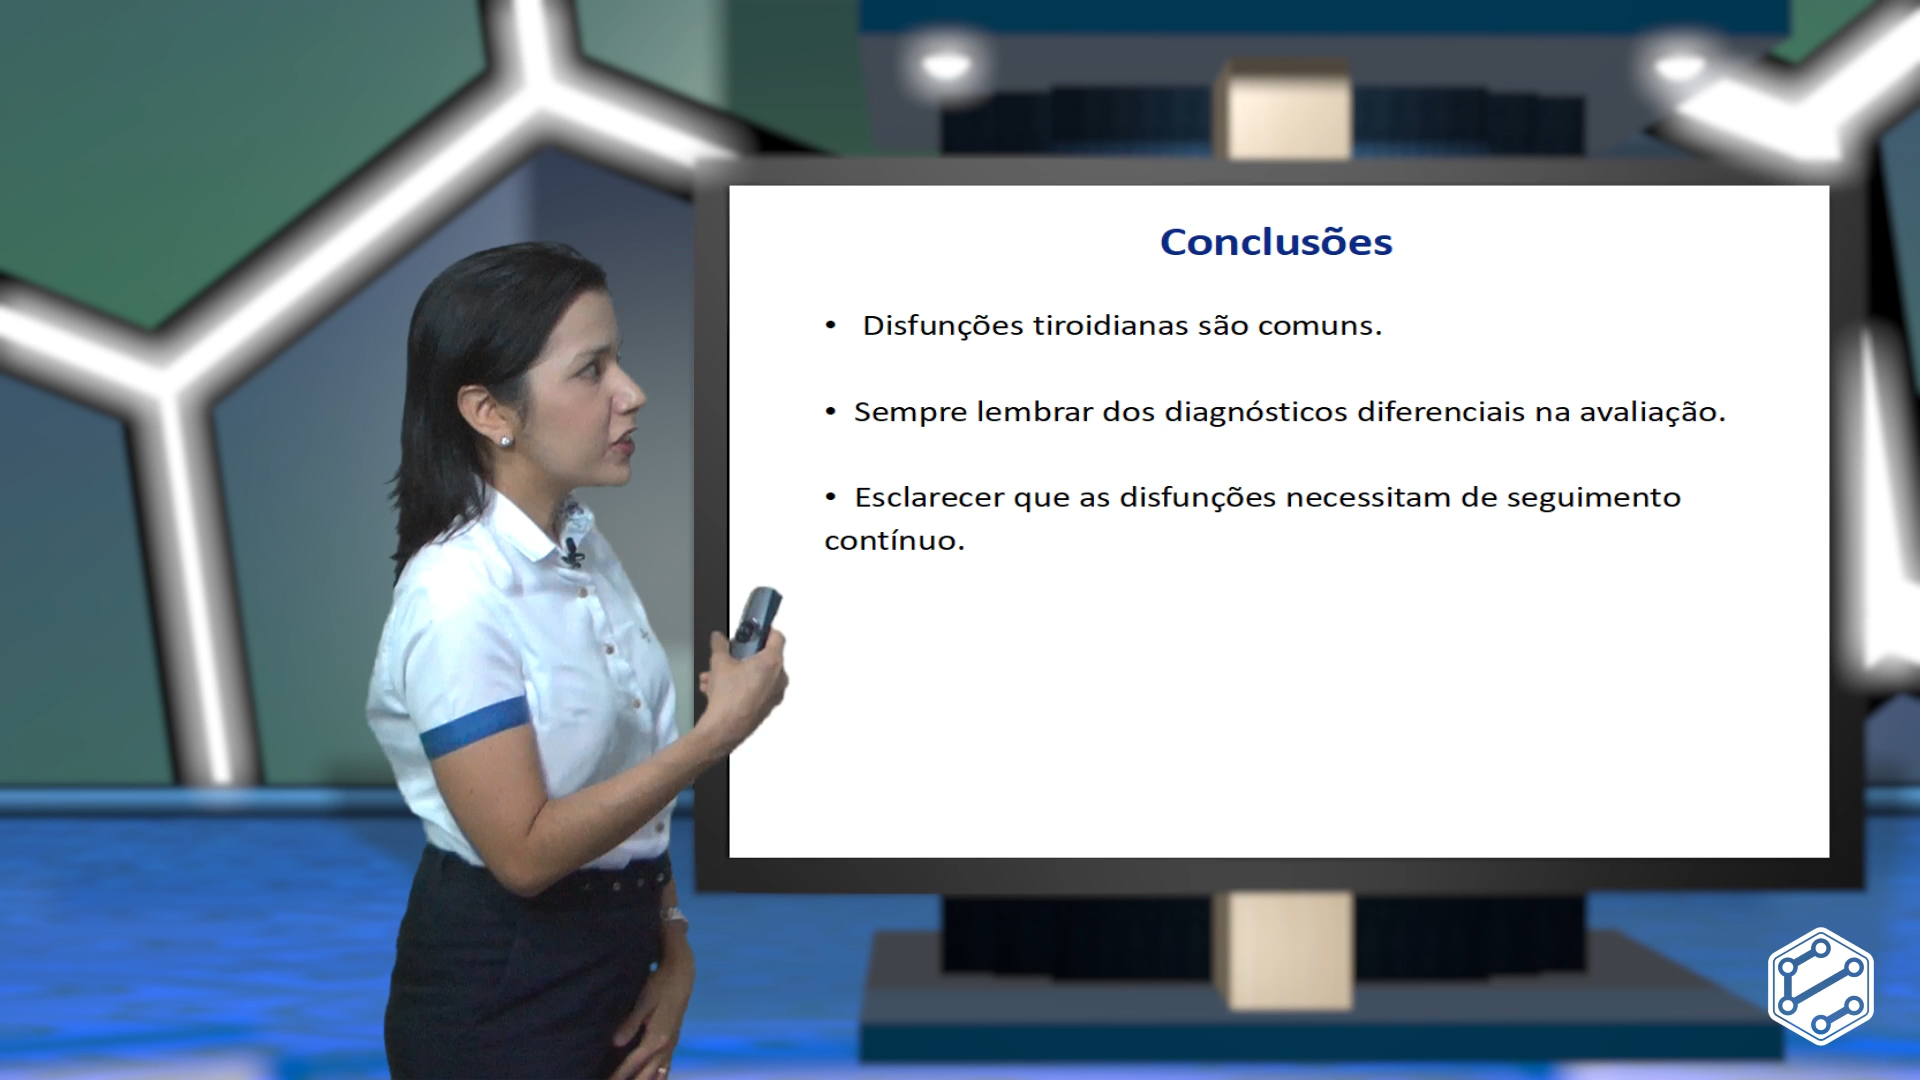 Conclusões
• Disfunções tiroidianas são comuns.
• Sempre lembrar dos diagnósticos diferenciais na avaliação.
• Esclarecer que as disfunções necessitam de seguimento
contínuo.